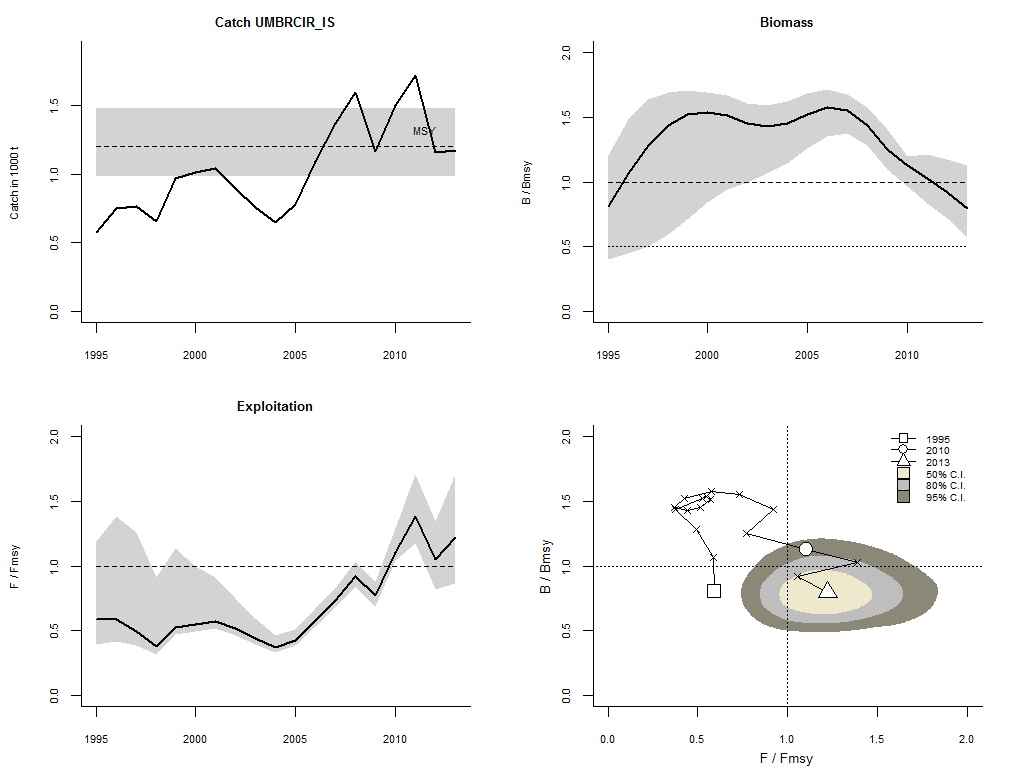 Catch UMBRCIR_IS
Catch in 1000 t
0.0 0.5 1.0 1.5
MSY
1995 2000 2005 2010
Biomass
B / Bmsy
0.0 0.5 1.0 1.5 2.0
1995 2000 2005 2010
Exploitation
F / Fmsy
0.0 0.5 1.0 1.5 2.0
1995 2000 2005 2010
B / Bmsy
0.0 0.5 1.0 1.5 2.0
1995
2010
2013
50% C.I.
80% C.I.
95% C.I.
0.0 0.5 1.0 1.5 2.0
F / Fmsy